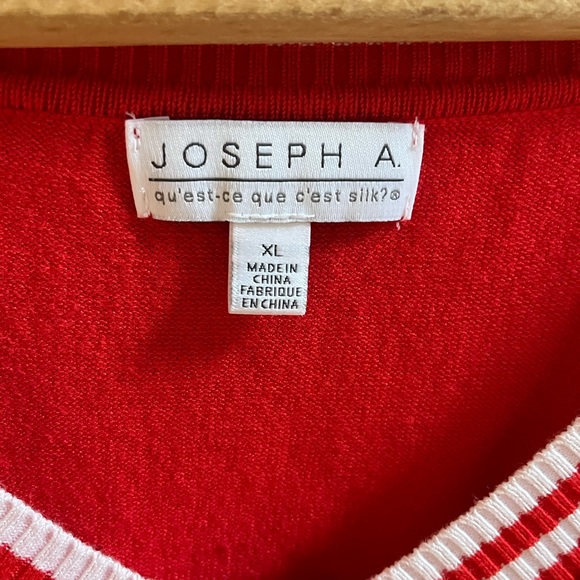 JOSEPH A.
qu'est-ce que c'est silk?®
XL
MADE IN
CHINA
FABRIQUE
EN CHINA